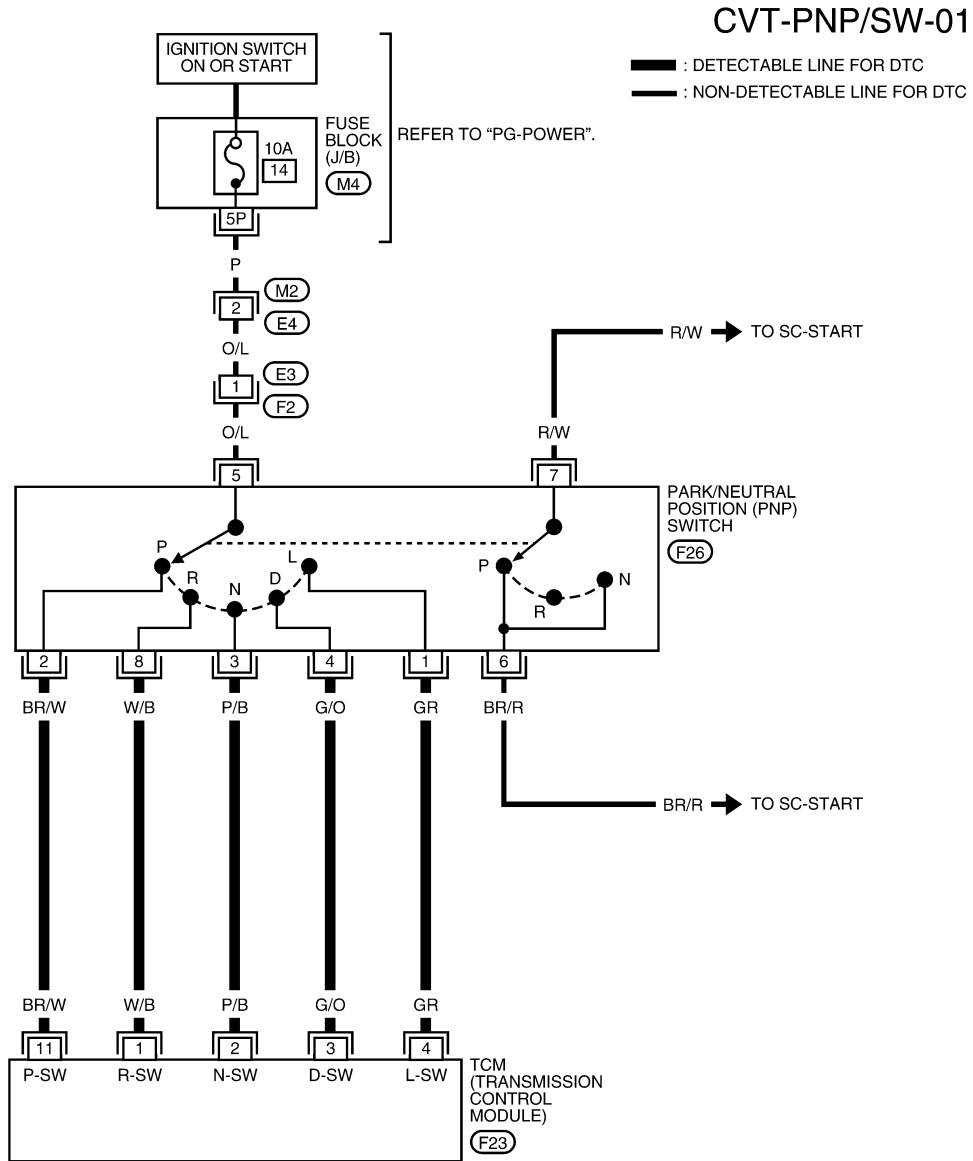 CVT-PNP/SW-01
IGNITION SWITCH
ON OR START
: DETECTABLE LINE FOR DTC
: NON-DETECTABLE LINE FOR DTC
FUSE
BLOCK
(J/B)
M4
10A
14
REFER TO “PG-POWER”.
5P
P
M2
2
E4
O/L
E3
1
F2
O/L
R/W
TO SC-START
R/W
5
7
PARK/NEUTRAL
POSITION (PNP)
SWITCH
F26
P
R
N
D
L
P
R
N
2
8
3
4
1
6
BR/W
W/B
P/B
G/O
GR
BR/R
BR/R
TO SC-START
BR/W
W/B
P/B
G/O
GR
11
1
2
3
4
P-SW
R-SW
N-SW
D-SW
L-SW
TCM
(TRANSMISSION
CONTROL
MODULE)
F23